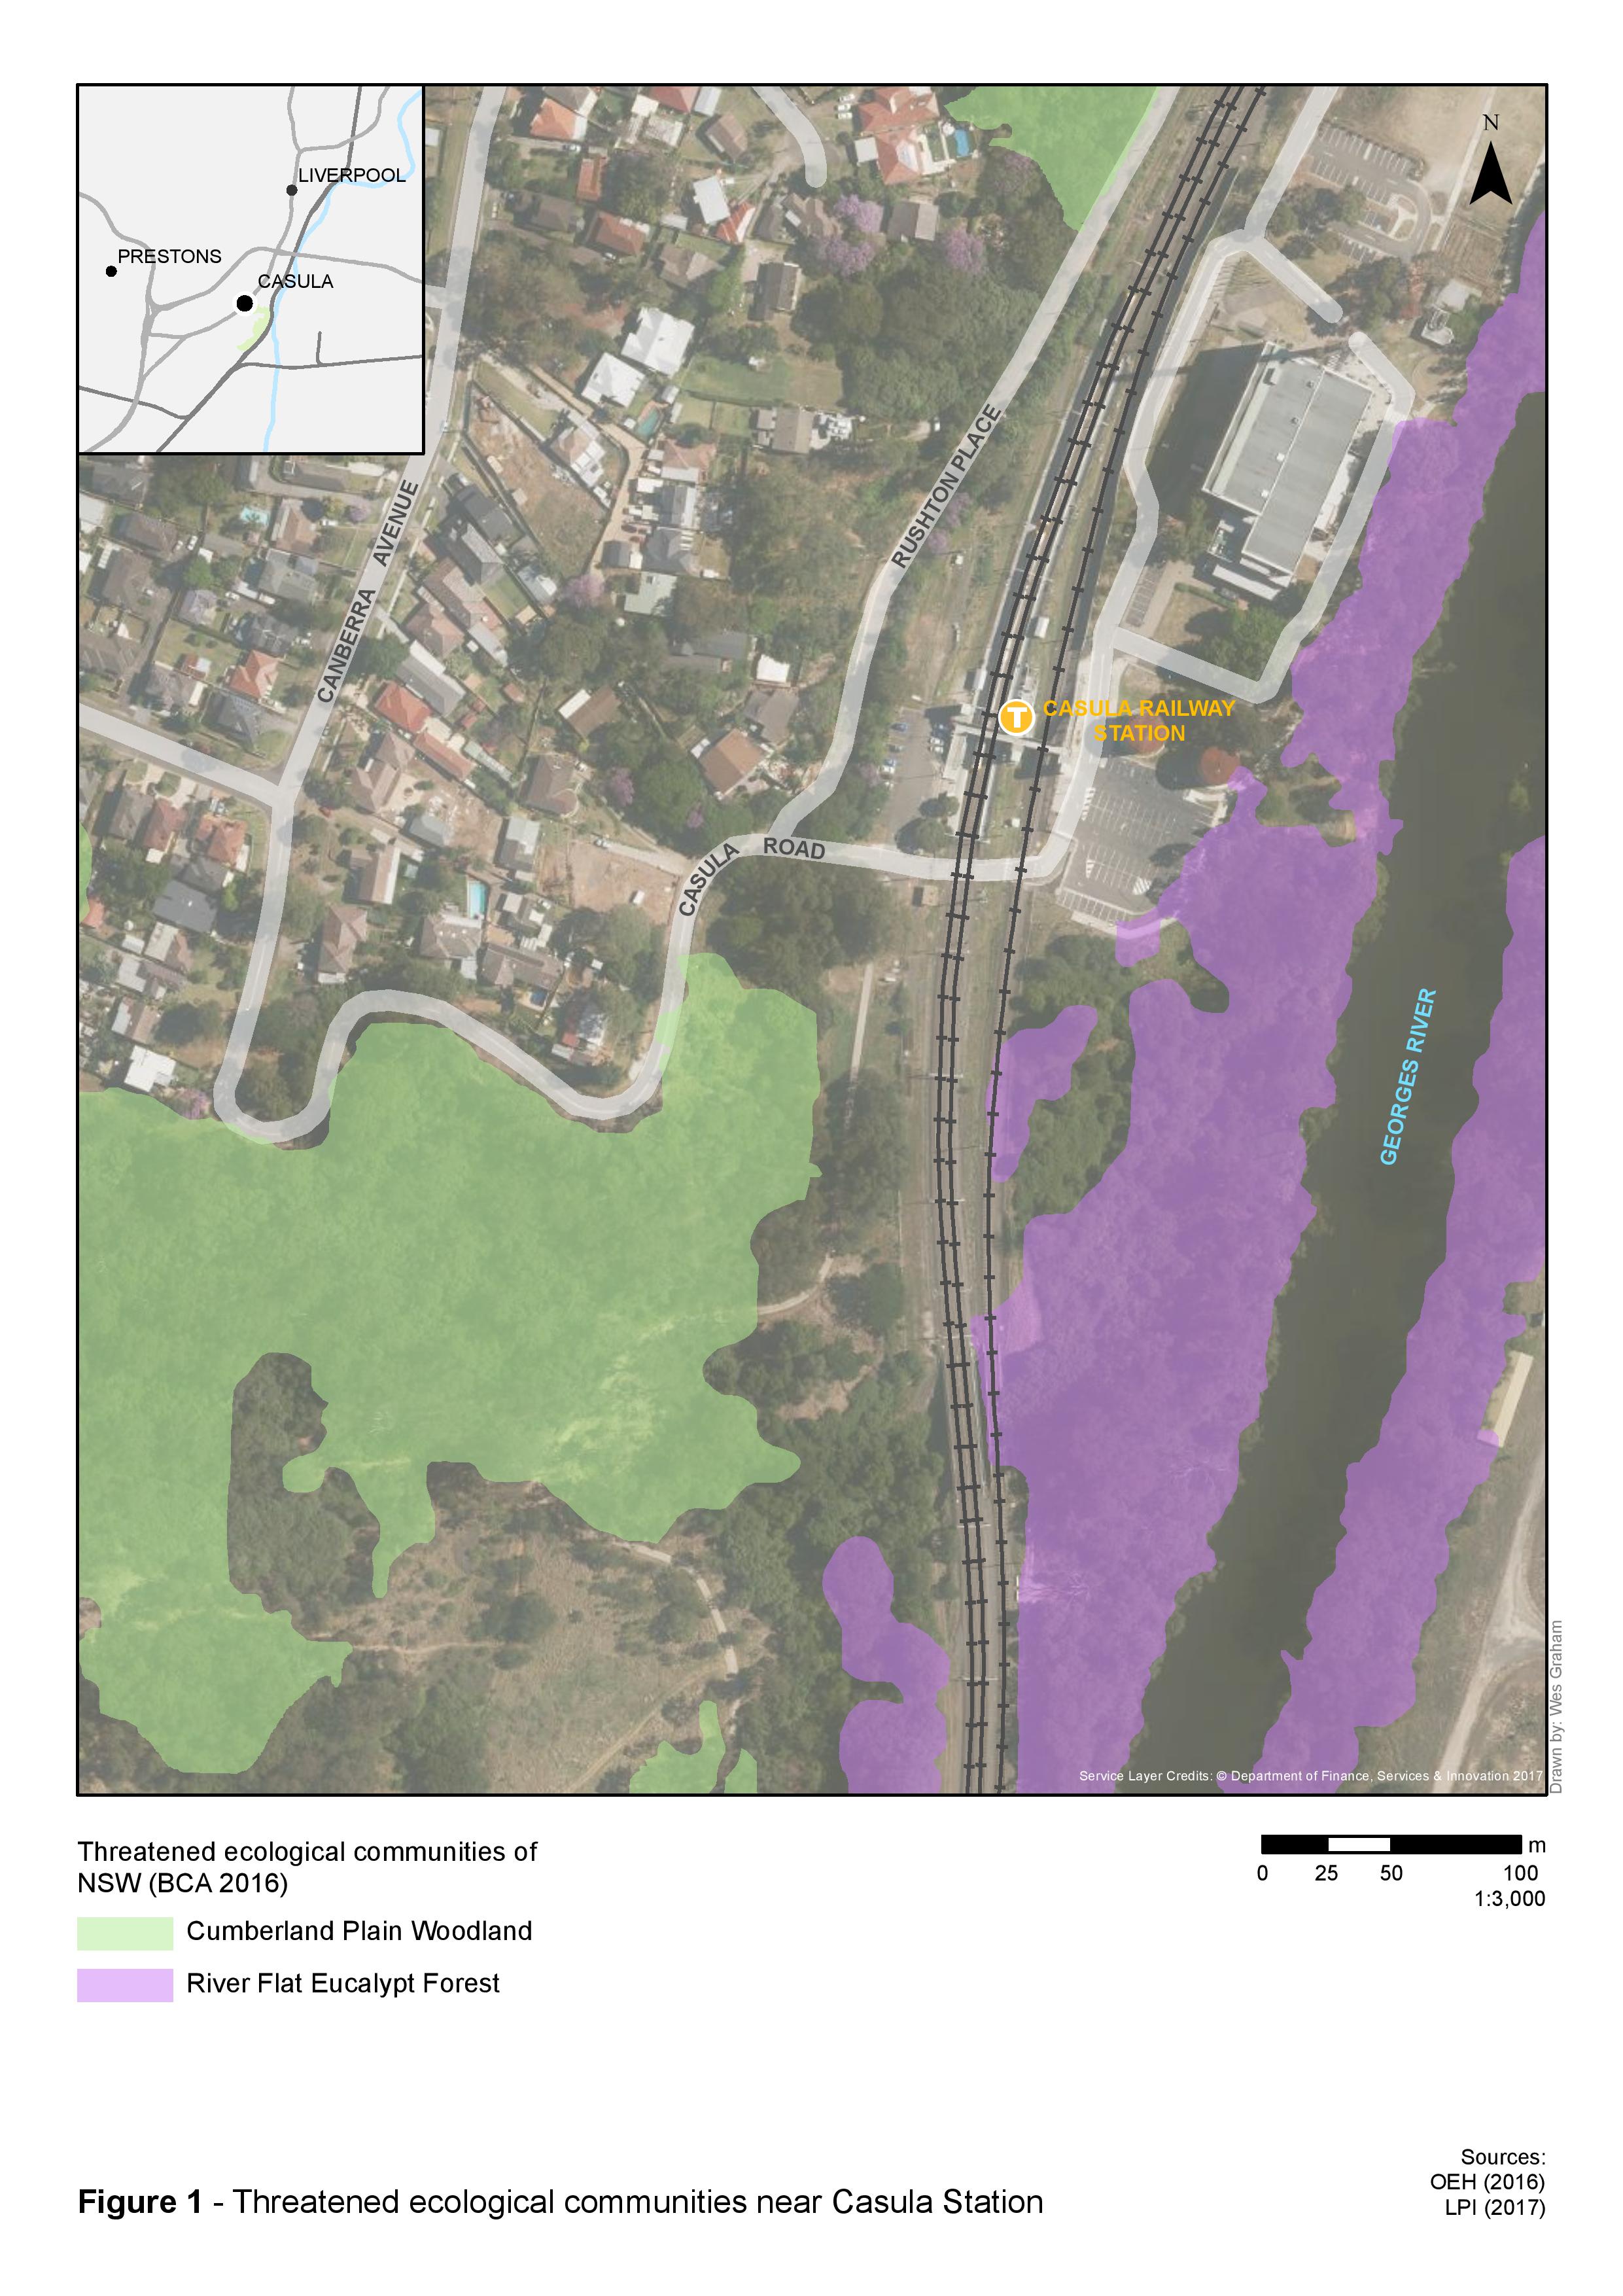 LIVERPOOL
PRESTONS
CASULA
N
CANBERRA AVENUE
RUSHTON PLACE
T
CASULA RAILWAY
STATION
CASULA ROAD
GEORGES RIVER
Service Layer Credits: © Department of Finance, Services & Innovation 2017
Drawn by: Wes Graham
Threatened ecological communities of
NSW (BCA 2016)
Cumberland Plain Woodland
River Flat Eucalypt Forest
m
0 25 50 100
1:3,000
Sources:
OEH (2016)
LPI (2017)
Figure 1 - Threatened ecological communities near Casula Station